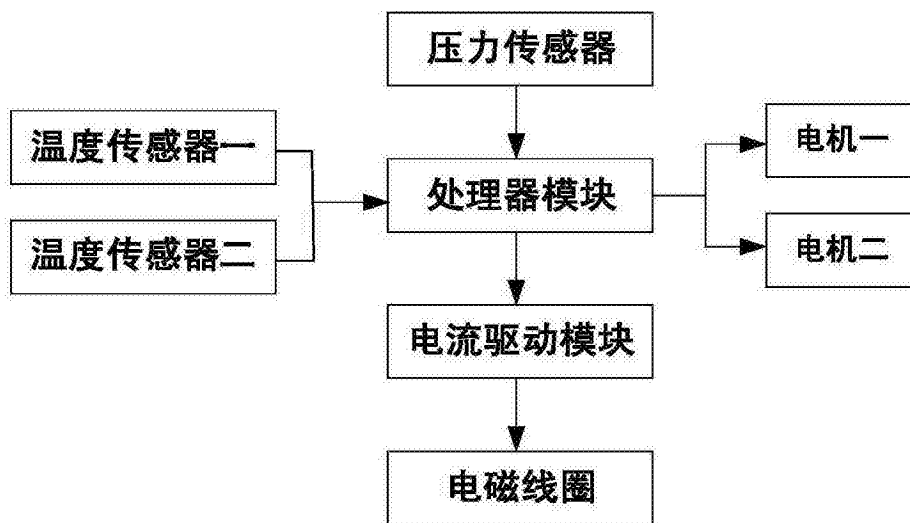 压力传感器
温度传感器一
电机一
处理器模块
温度传感器二
电机二
电流驱动模块
电磁线圈